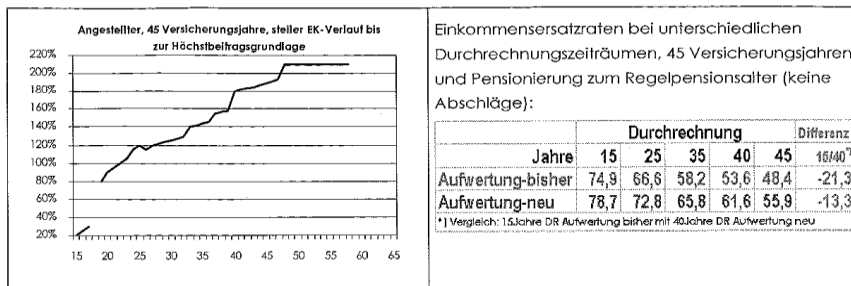 Angestellter, 45 Versicherungsjahre, steiler EK-Verlauf bis
zur Höchstbeitragsgrundlage
220%
200%
180%
160%
140%
120%
100%
80%
60%
40%
20%
15 20 25 30 35 40 45 50 55 60 65
Einkommensersatzraten bei unterschiedlichen
Durchrechnungszeiträumen, 45 Versicherungsjahren
und Pensionierung zum Regelpensionsalter (keine
Abschläge):
Durchrechnung Differenz
Jahre 15 25 35 40 45 15/40*)
Aufwertung-bisher 74,9 66,6 58,2 53,6 48,4 -21,3
Aufwertung-neu 78,7 72,8 65,8 61,6 55,9 -13,3
*) Vergleich: 15Jahre DR Aufwertung bisher mit 40Jahre DR Aufwertung neu